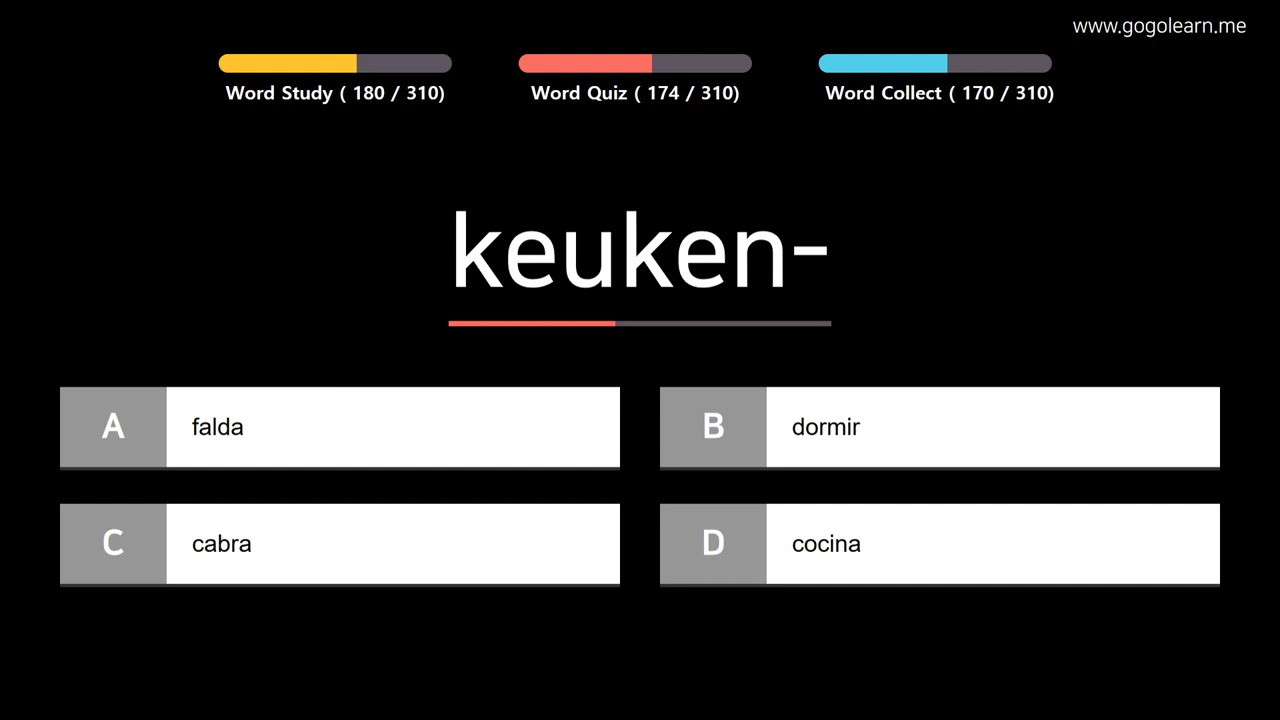 www.gogolearn.me
Word Study ( 180 / 310)
Word Quiz ( 174 / 310)
Word Collect ( 170 / 310)
keuken-
A falda
B dormir
C cabra
D cocina